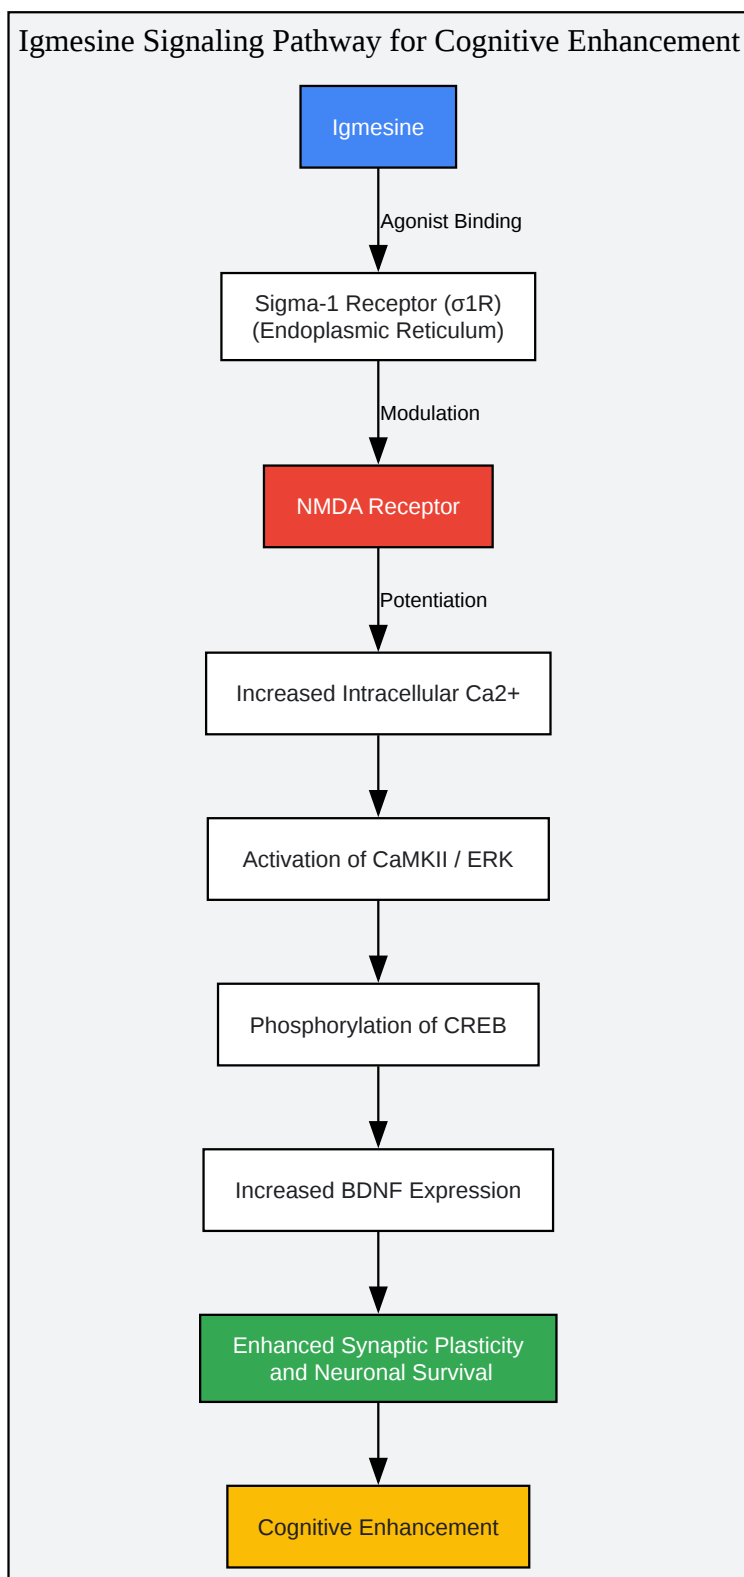 Igmesine Signaling Pathway for Cognitive Enhancement
Igmesine
Agonist Binding
Sigma-1 Receptor (σ1R)
(Endoplasmic Reticulum)
Modulation
NMDA Receptor
Potentiation
Increased Intracellular Ca2+
Activation of CaMKII / ERK
Phosphorylation of CREB
Increased BDNF Expression
Enhanced Synaptic Plasticity
and Neuronal Survival
Cognitive Enhancement